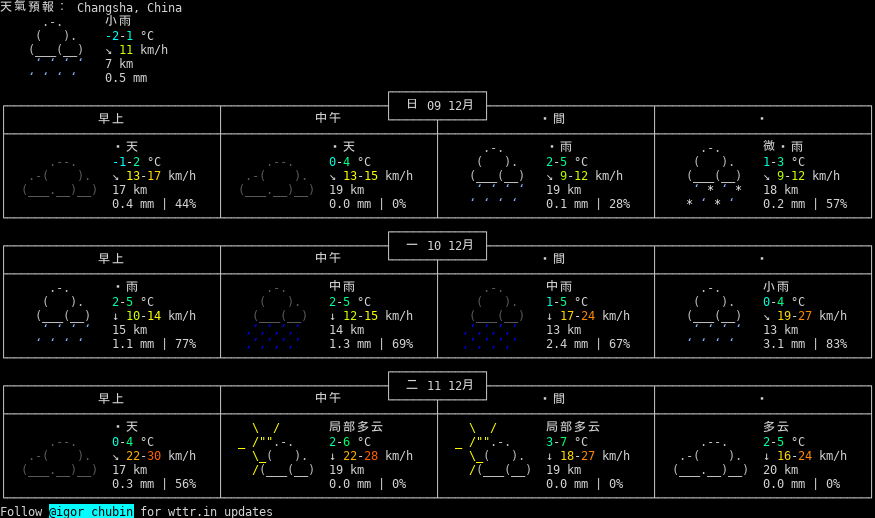 天氣預報： Changsha, China
小雨
-2-1 °C
↘ 11 km/h
7 km
0.5 mm
日 09 12月
早上 中午 ・間 ・
・天 ・天 ・雨 微・雨
-1-2 °C 0-4 °C 2-5 °C 1-3 °C
↘ 13-17 km/h ↘ 13-15 km/h ↘ 9-12 km/h ↘ 9-12 km/h
17 km 19 km 19 km 18 km
0.4 mm | 44% 0.0 mm | 0% 0.1 mm | 28% 0.2 mm | 57%
一 10 12月
早上 中午 ・間 ・
・雨 中雨 中雨 小雨
2-5 °C 2-5 °C 1-5 °C 0-4 °C
↓ 10-14 km/h ↓ 12-15 km/h ↓ 17-24 km/h ↘ 19-27 km/h
15 km 14 km 13 km 13 km
1.1 mm | 77% 1.3 mm | 69% 2.4 mm | 67% 3.1 mm | 83%
二 11 12月
早上 中午 ・間 ・
・天 局部多云 局部多云 多云
0-4 °C 2-6 °C 3-7 °C 2-5 °C
↘ 22-30 km/h ↓ 22-28 km/h ↓ 18-27 km/h ↓ 16-24 km/h
17 km 19 km 19 km 20 km
0.3 mm | 56% 0.0 mm | 0% 0.0 mm | 0% 0.0 mm | 0%
Follow @igor_chubin for wttr.in updates